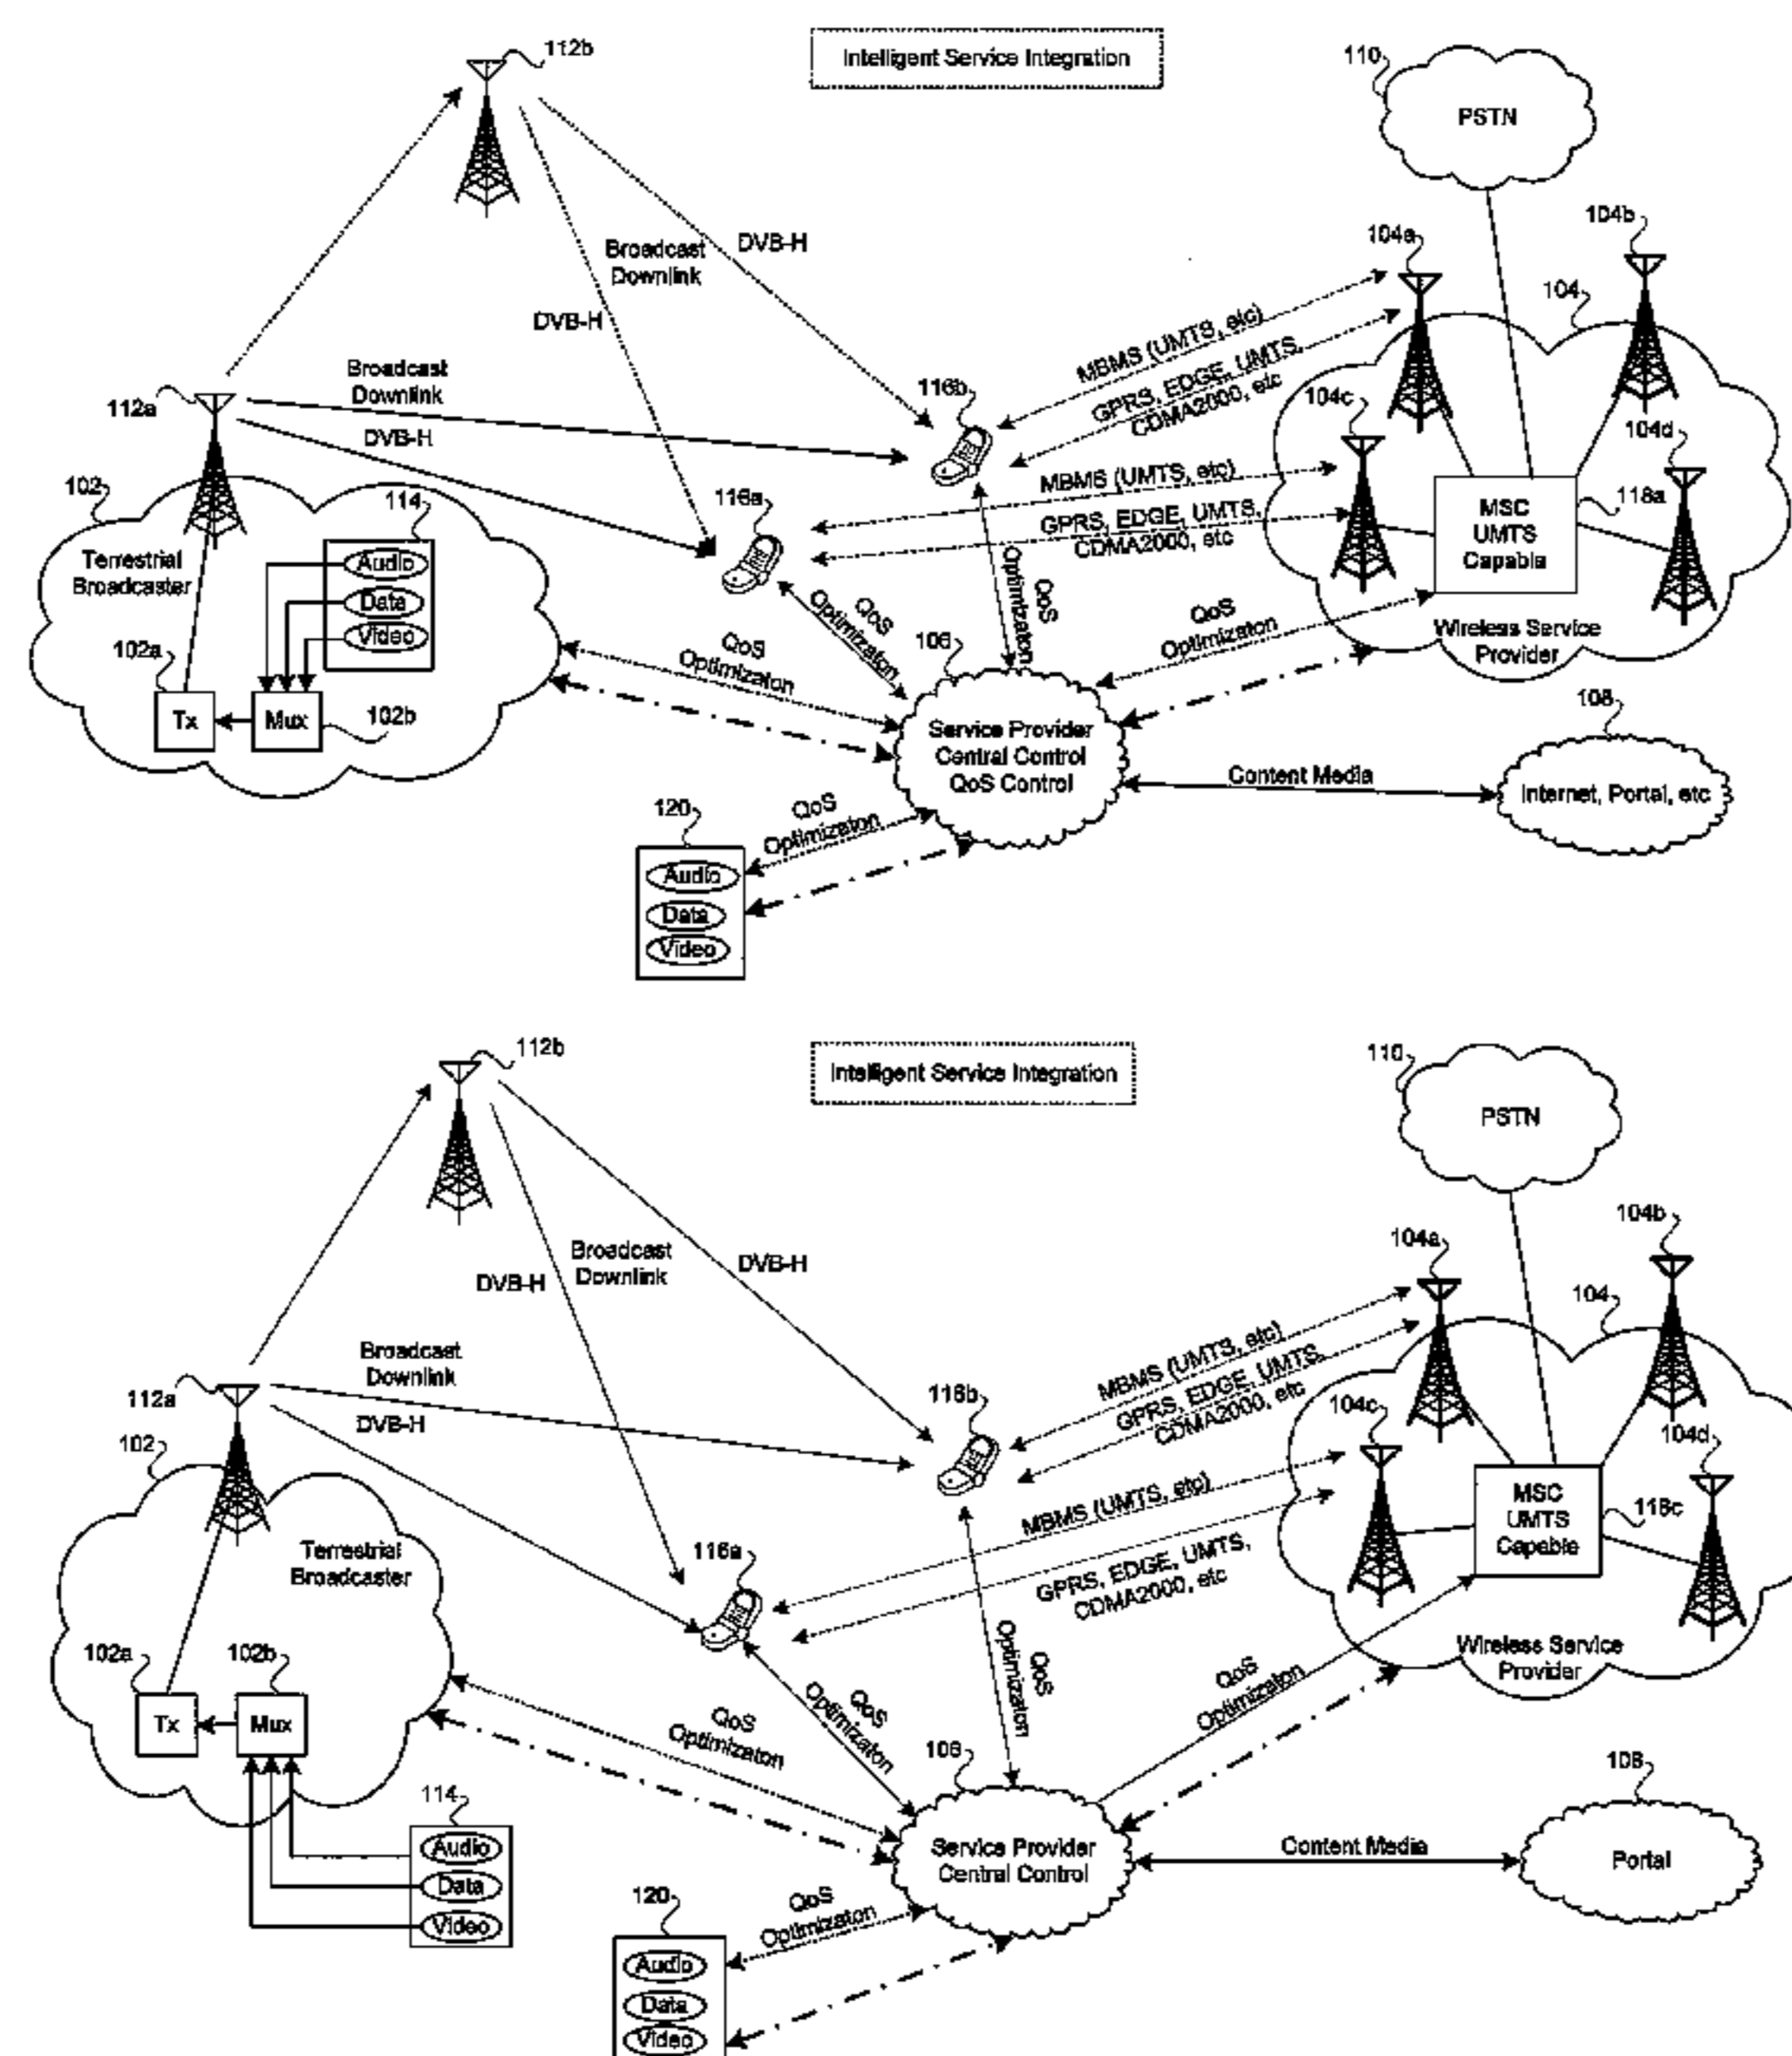 112b
Intelligent Service Integration
110
PSTN
104b
104a
104
Broadcast
Downlink
DVB-H
DVB-H
MBMS (UMTS, etc)
GPRS, EDGE, UMTS,
CDMA2000, etc
Broadcast
Downlink
112a
DVB-H
116b
104c
104d
102
114
116a
MBMS (UMTS, etc)
GPRS, EDGE, UMTS,
CDMA2000, etc
MSC
UMTS
Capable
118a
Terrestrial
Broadcaster
Audio
Data
Video
102a
Tx
Mux
102b
QoS
Optimizaton
QoS
Optimizaton
QoS
Optimizaton
QoS
Optimizaton
Wireless Service
Provider
106
Service Provider
Central Control
QoS Control
108
Content Media
Internet, Portal, etc
120
QoS
Optimizaton
Audio
Data
Video
112b
Intelligent Service Integration
110
PSTN
104b
104a
104
Broadcast
Downlink
DVB-H
DVB-H
MBMS (UMTS, etc)
GPRS, EDGE, UMTS,
CDMA2000, etc
Broadcast
Downlink
112a
DVB-H
116b
104c
104d
102
116a
MBMS (UMTS, etc)
GPRS, EDGE, UMTS,
CDMA2000, etc
MSC
UMTS
Capable
118c
Terrestrial
Broadcaster
102a
102b
Tx
Mux
QoS
Optimizaton
QoS
Optimizaton
QoS
Optimizaton
QoS
Optimizaton
Wireless Service
Provider
106
108
114
Audio
Data
Video
Service Provider
Central Control
Content Media
Portal
120
QoS
Optimizaton
Audio
Data
Video